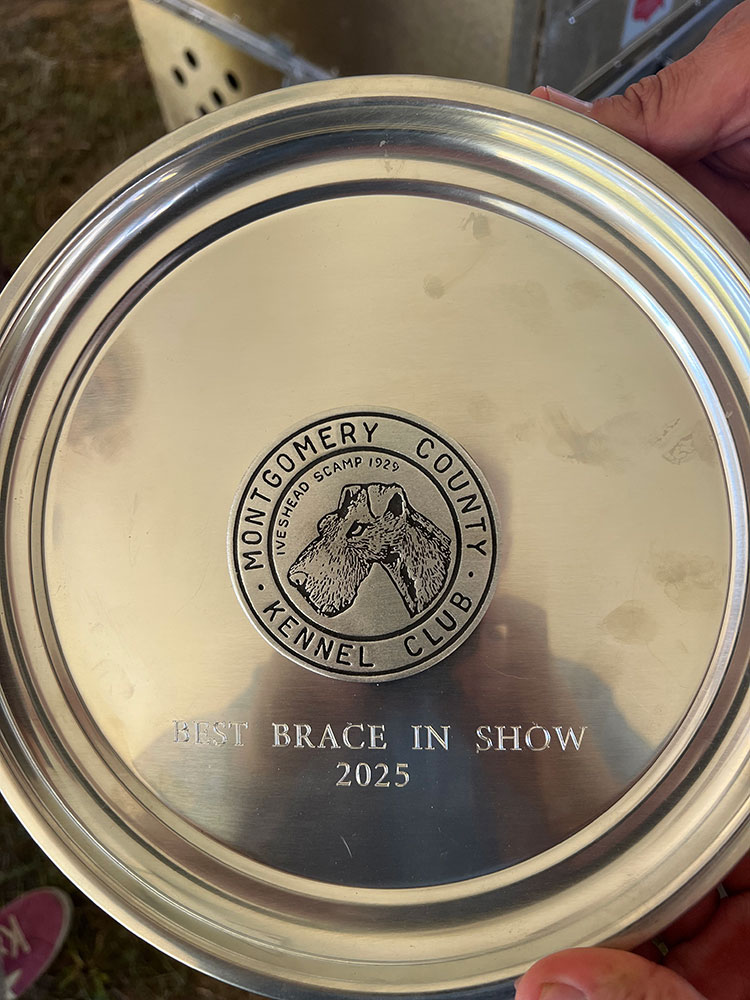 MONTGOMERY COUNTY
IVESHEAD SCAMP 1929
· KENNEL CLUB ·
BEST BRACE IN SHOW
2025